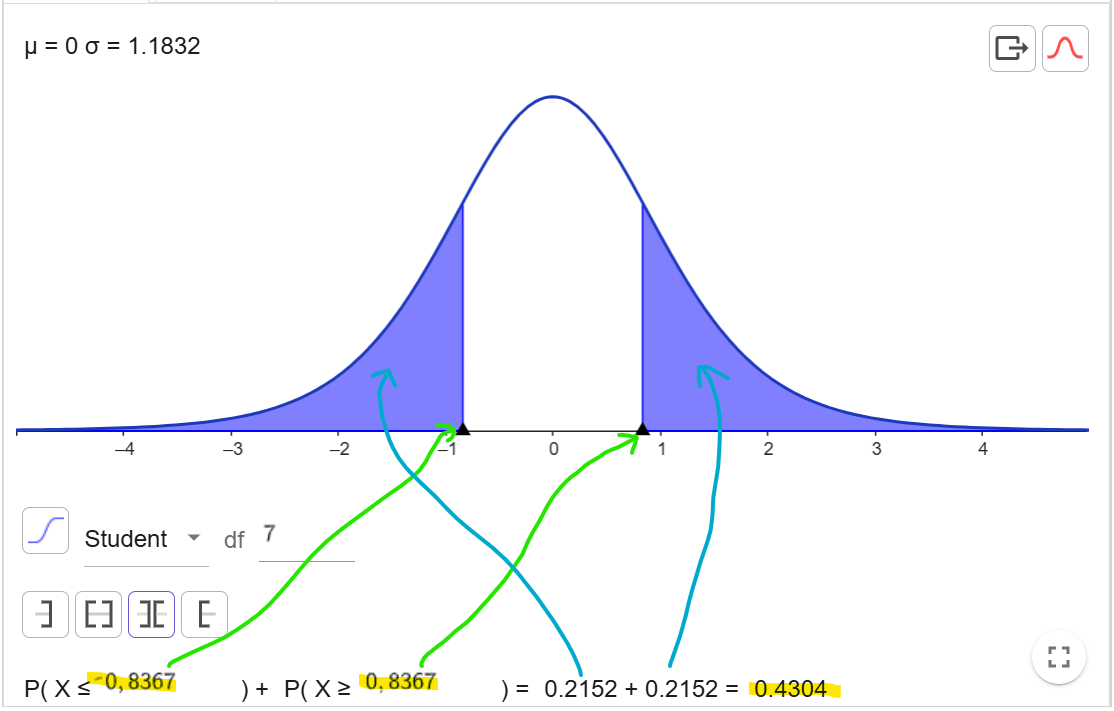 μ = 0 σ = 1.1832
–4 –3 –2 –1 0 1 2 3 4
Student df 7
P( X ≤ -0,8367 ) + P( X ≥ 0,8367 ) = 0.2152 + 0.2152 = 0.4304